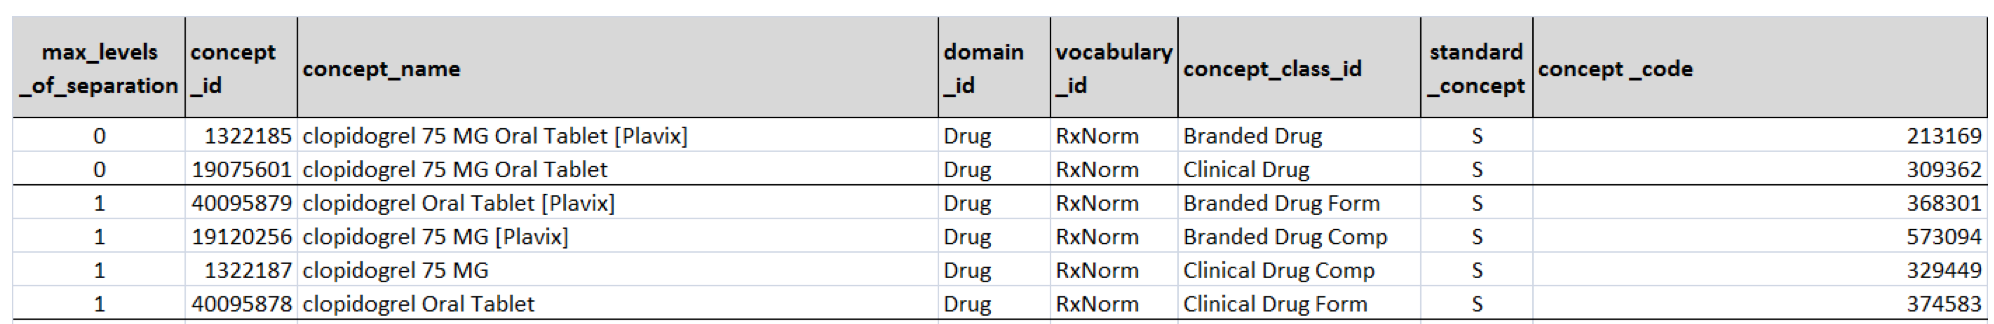 max_levels _of_separation concept _id concept_name domain _id vocabulary _id concept_class_id standard _concept concept _code
0 1322185 clopidogrel 75 MG Oral Tablet [Plavix] Drug RxNorm Branded Drug S 213169
0 19075601 clopidogrel 75 MG Oral Tablet Drug RxNorm Clinical Drug S 309362
1 40095879 clopidogrel Oral Tablet [Plavix] Drug RxNorm Branded Drug Form S 368301
1 19120256 clopidogrel 75 MG [Plavix] Drug RxNorm Branded Drug Comp S 573094
1 1322187 clopidogrel 75 MG Drug RxNorm Clinical Drug Comp S 329449
1 40095878 clopidogrel Oral Tablet Drug RxNorm Clinical Drug Form S 374583